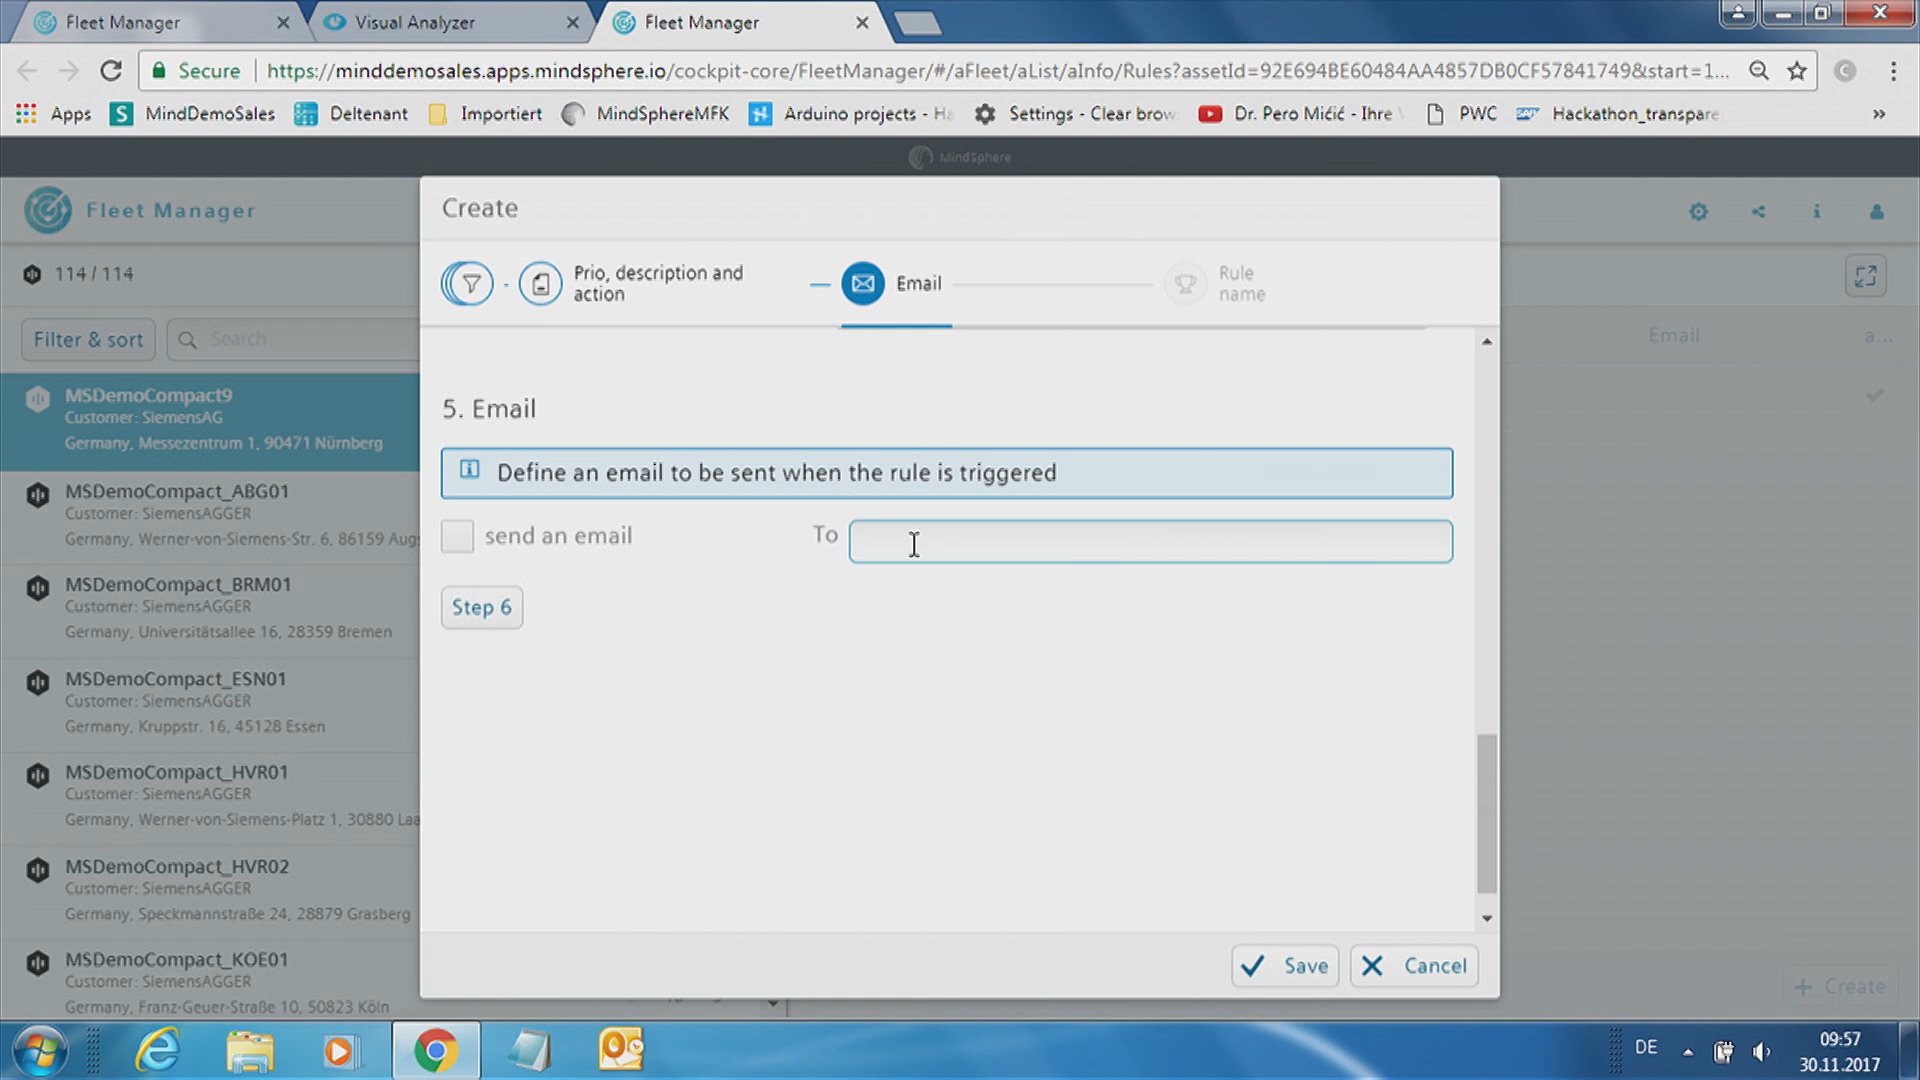 Fleet Manager
Visual Analyzer
Fleet Manager
Secure
https://minddemosales.apps.mindsphere.io/cockpit-core/FleetManager/#/aFleet/aList/aInfo/Rules?assetId=92E694BE60484AA4857DB0CF57841749&start=1...
Apps
MindDemoSales
Deltenant
Importiert
MindSphereMFK
Arduino projects - Ha
Settings - Clear brow
Dr. Pero Mićić - Ihre
PWC
Hackathon_transpare
»
MindSphere
Fleet Manager
Create
114 / 114
Prio, description and
action
Email
Rule
name
Filter & sort
Search
Email
a...
MSDemoCompact9
Customer: SiemensAG
Germany, Messezentrum 1, 90471 Nürnberg
5. Email
Define an email to be sent when the rule is triggered
send an email
To
Step 6
MSDemoCompact_ABG01
Customer: SiemensAGGER
Germany, Werner-von-Siemens-Str. 6, 86159 Aug
MSDemoCompact_BRM01
Customer: SiemensAGGER
Germany, Universitätsallee 16, 28359 Bremen
MSDemoCompact_ESN01
Customer: SiemensAGGER
Germany, Kruppstr. 16, 45128 Essen
MSDemoCompact_HVR01
Customer: SiemensAGGER
Germany, Werner-von-Siemens-Platz 1, 30880 Laa
MSDemoCompact_HVR02
Customer: SiemensAGGER
Germany, Speckmannstraße 24, 28879 Grasberg
MSDemoCompact_KOE01
Customer: SiemensAGGER
Germany, Franz-Geuer-Straße 10, 50823 Köln
Save
Cancel
+ Create
DE
09:57
30.11.2017